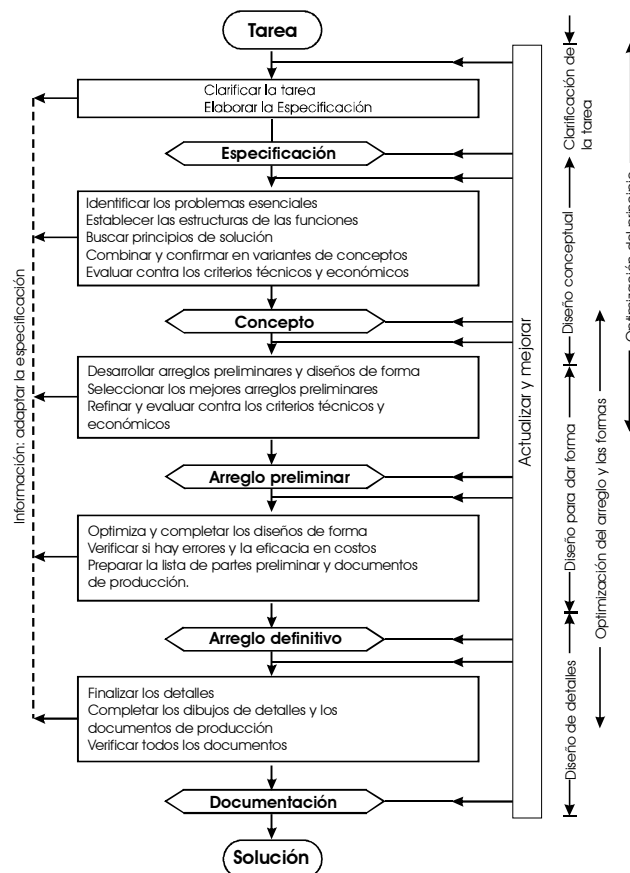 Tarea
Clarificar la tarea
Elaborar la Especificación
Especificación
Identificar los problemas esenciales
Establecer las estructuras de las funciones
Buscar principios de solución
Combinar y confirmar en variantes de conceptos
Evaluar contra los criterios técnicos y económicos
Concepto
Desarrollar arreglos preliminares y diseños de forma
Seleccionar los mejores arreglos preliminares
Refinar y evaluar contra los criterios técnicos y
económicos
Arreglo preliminar
Optimiza y completar los diseños de forma
Verificar si hay errores y la eficacia en costos
Preparar la lista de partes preliminar y documentos
de producción.
Arreglo definitivo
Finalizar los detalles
Completar los dibujos de detalles y los
documentos de producción
Verificar todos los documentos
Documentación
Solución
Información: adaptar la especificación
Actualizar y mejorar
Clarificación de
la tarea
Diseño conceptual
Diseño para dar forma
Diseño de detalles
Optimización del arreglo y las formas
Optimización del principio